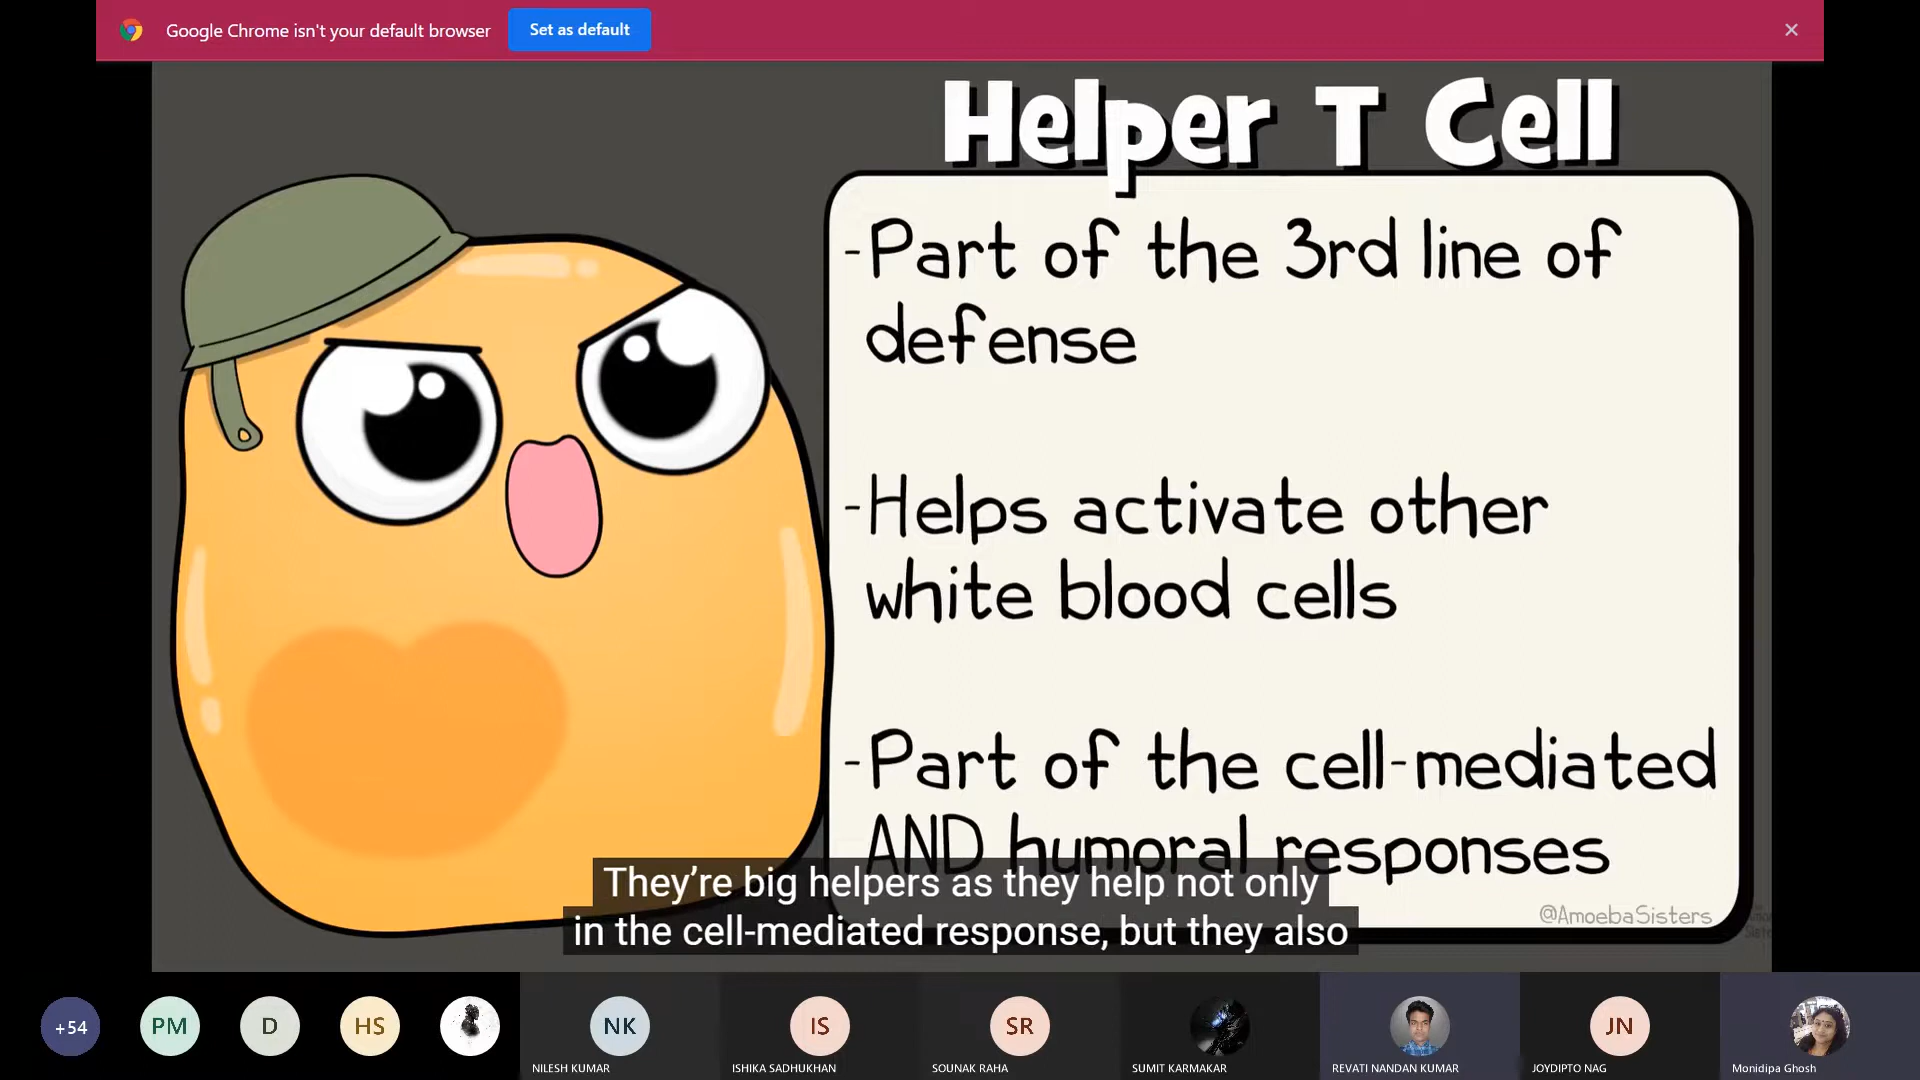 Google Chrome isn't your default browser
Set as default
Helper T Cell
-Part of the 3rd line of
defense
-Helps activate other
white blood cells
-Part of the cell-mediated
AND humoral responses
They’re big helpers as they help not only
in the cell-mediated response, but they also
@AmoebaSisters
+54
PM
D
HS
NK
IS
SR
JN
NILESH KUMAR
ISHIKA SADHUKHAN
SOUNAK RAHA
SUMIT KARMAKAR
REVATI NANDAN KUMAR
JOYDIPTO NAG
Monidipa Ghosh